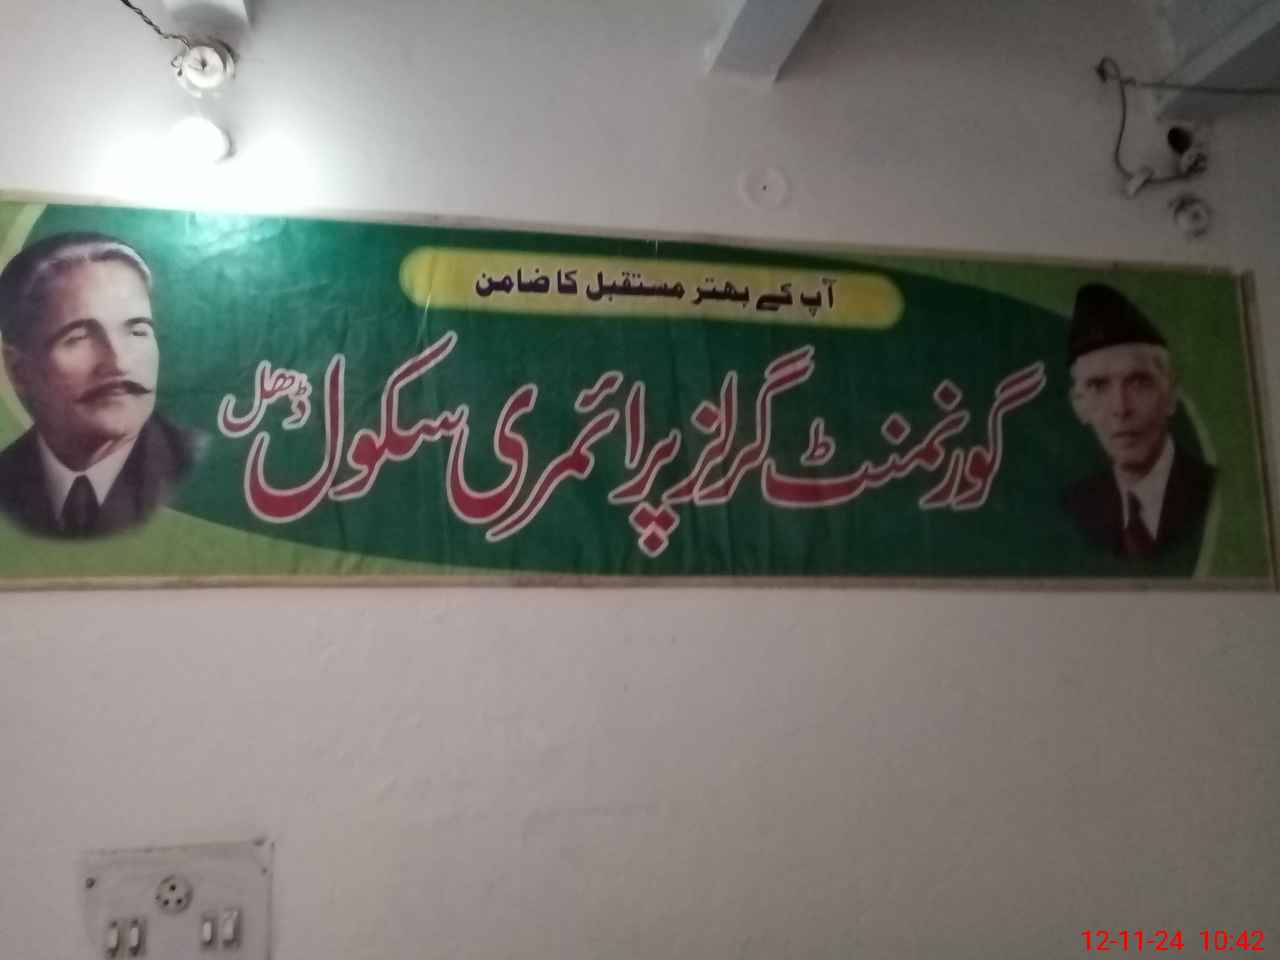 آپ کے بہتر مستقبل کا ضامن
گورنمنٹ گرلز پرائمری سکول ڈھل
12-11-24 10:42